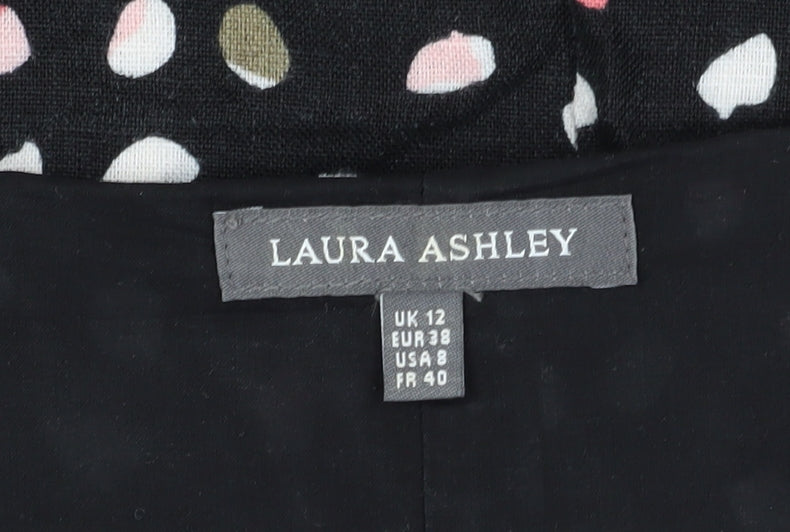 LAURA ASHLEY
UK 12
EUR 38
USA 8
FR 40